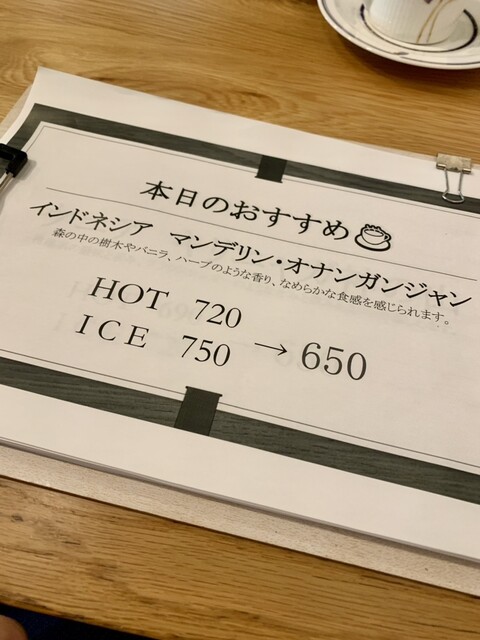 本日のおすすめ
インドネシア マンデリン・オナンガンジャン
森の中の樹木やバニラ、ハーブのような香り、なめらかな食感を感じられます。
HOT 720
ICE 750 → 650